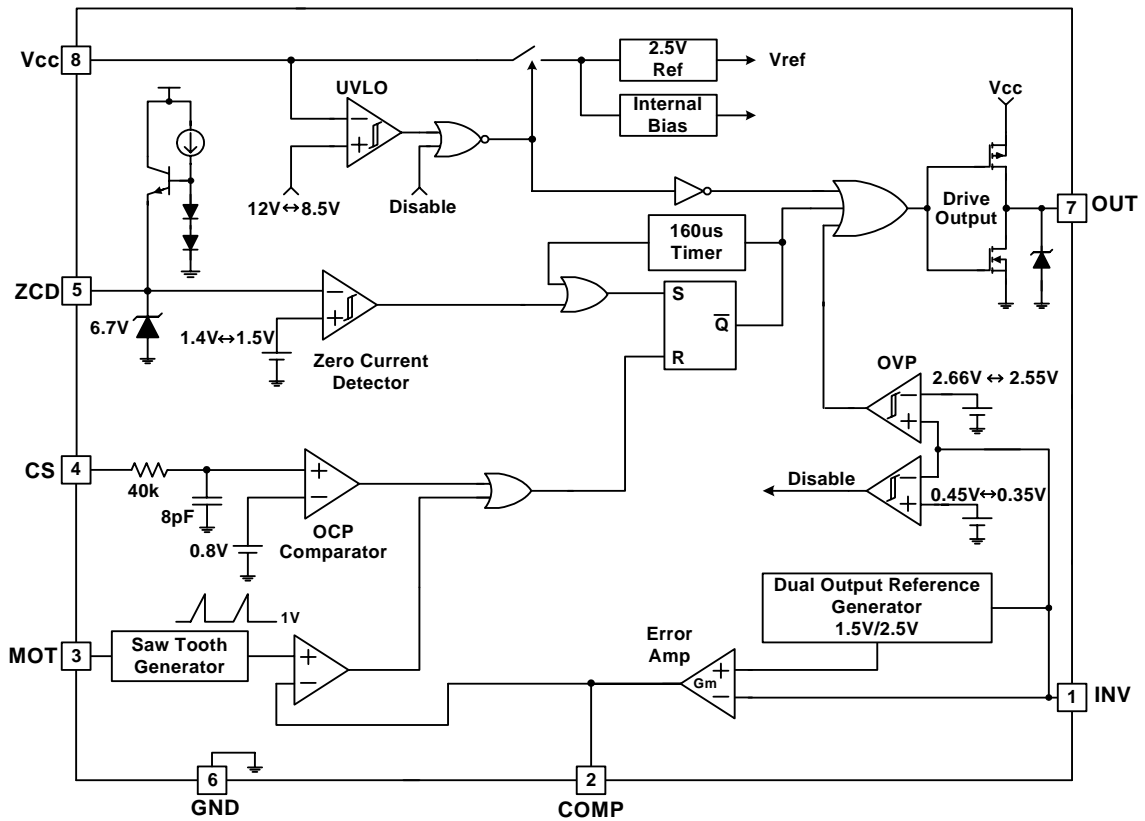 Vcc
8
2.5V
Ref
Vref
Vcc
UVLO
Internal
Bias
12V↔8.5V
Disable
Drive
Output
7
OUT
160us
Timer
ZCD
5
6.7V
1.4V↔1.5V
Zero Current
Detector
S
Q̅
R
OVP
2.66V ↔ 2.55V
CS
4
40k
8pF
0.8V
OCP
Comparator
Disable
0.45V↔0.35V
1V
MOT
3
Saw Tooth
Generator
Dual Output Reference
Generator
1.5V/2.5V
Error
Amp
Gm
1
INV
6
GND
2
COMP